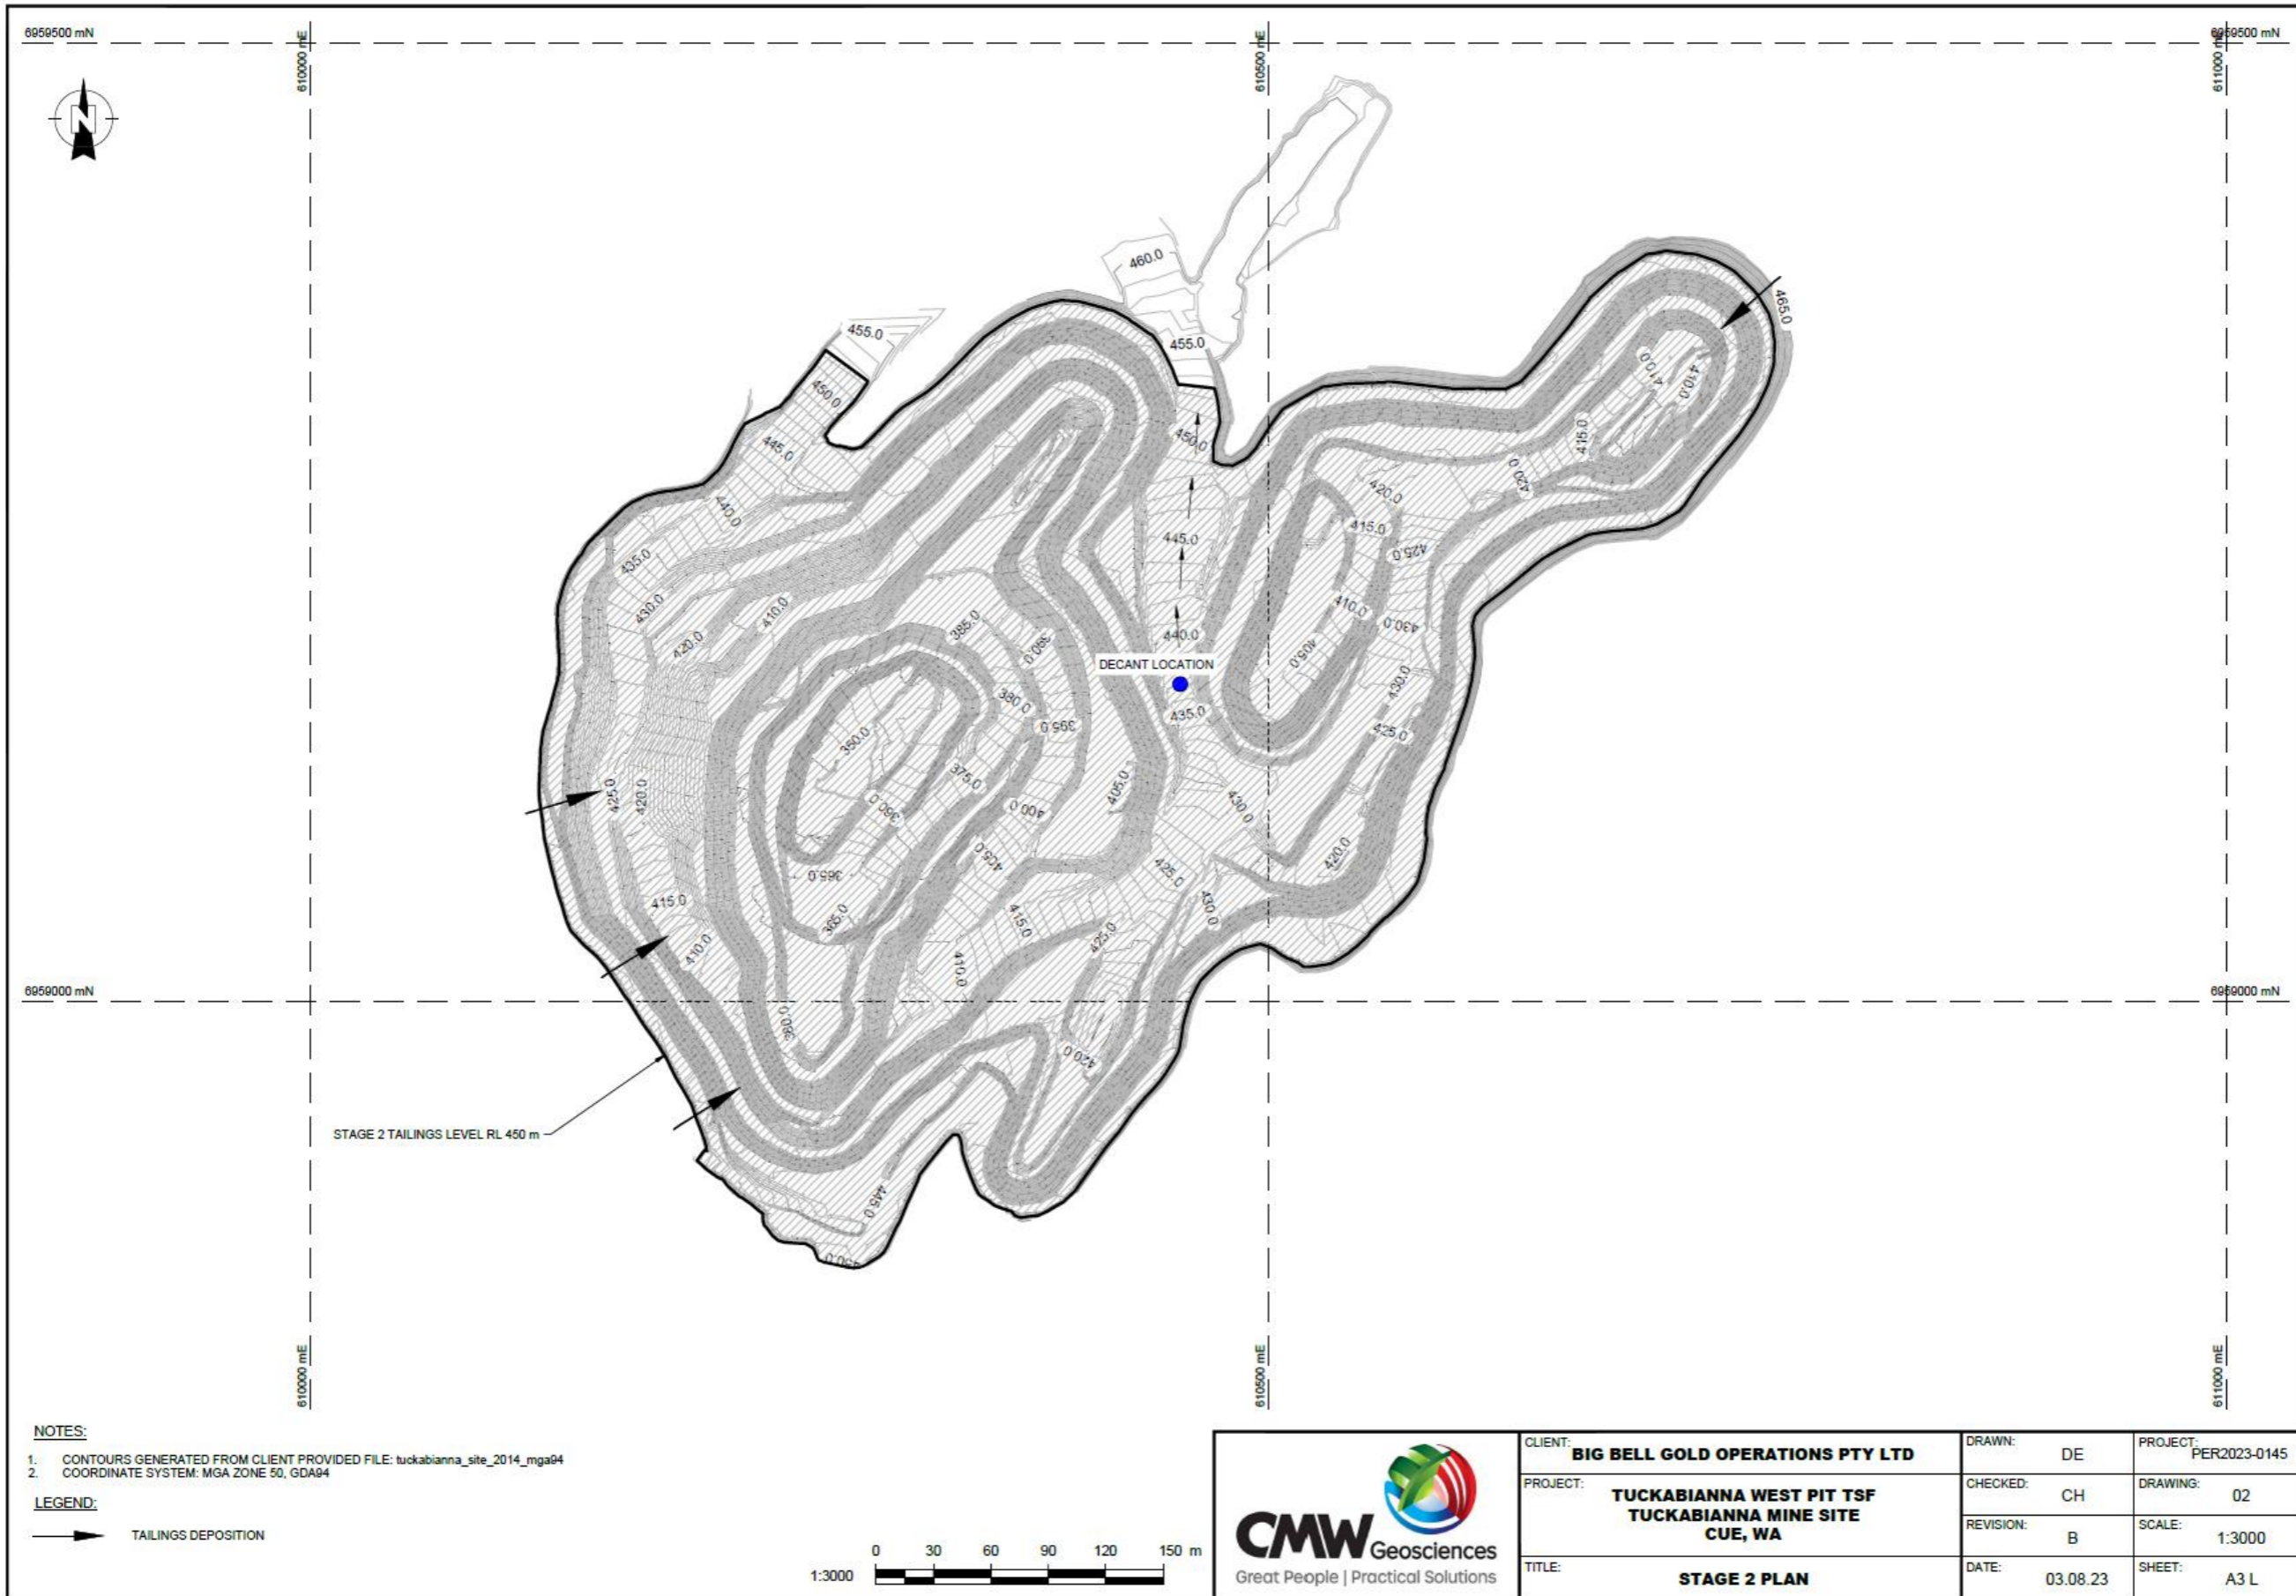 6959500 mN
6959500 mN
610000 mE
610500 mE
611000 mE
N
460.0
455.0
455.0
465.0
450.0
410.0
410.0
450.0
445.0
415.0
420.0
420.0
440.0
415.0
445.0
425.0
435.0
430.0
410.0
410.0
430.0
385.0
440.0
420.0
390.0
405.0
DECANT LOCATION
430.0
380.0
435.0
395.0
425.0
350.0
375.0
425.0
420.0
405.0
360.0
400.0
430.0
405.0
420.0
425.0
365.0
415.0
430.0
365.0
415.0
425.0
410.0
410.0
6959000 mN
6959000 mN
380.0
420.0
STAGE 2 TAILINGS LEVEL RL 450 m
445.0
450.0
610000 mE
610500 mE
611000 mE
NOTES:
1. CONTOURS GENERATED FROM CLIENT PROVIDED FILE: tuckabianna_site_2014_mga94
2. COORDINATE SYSTEM: MGA ZONE 50, GDA94
LEGEND:
TAILINGS DEPOSITION
0 30 60 90 120 150 m
1:3000
CMW Geosciences
Great People | Practical Solutions
CLIENT: BIG BELL GOLD OPERATIONS PTY LTD
PROJECT: TUCKABIANNA WEST PIT TSF
TUCKABIANNA MINE SITE
CUE, WA
TITLE: STAGE 2 PLAN
DRAWN: DE
PROJECT: PER2023-0145
CHECKED: CH
DRAWING: 02
REVISION: B
SCALE: 1:3000
DATE: 03.08.23
SHEET: A3 L